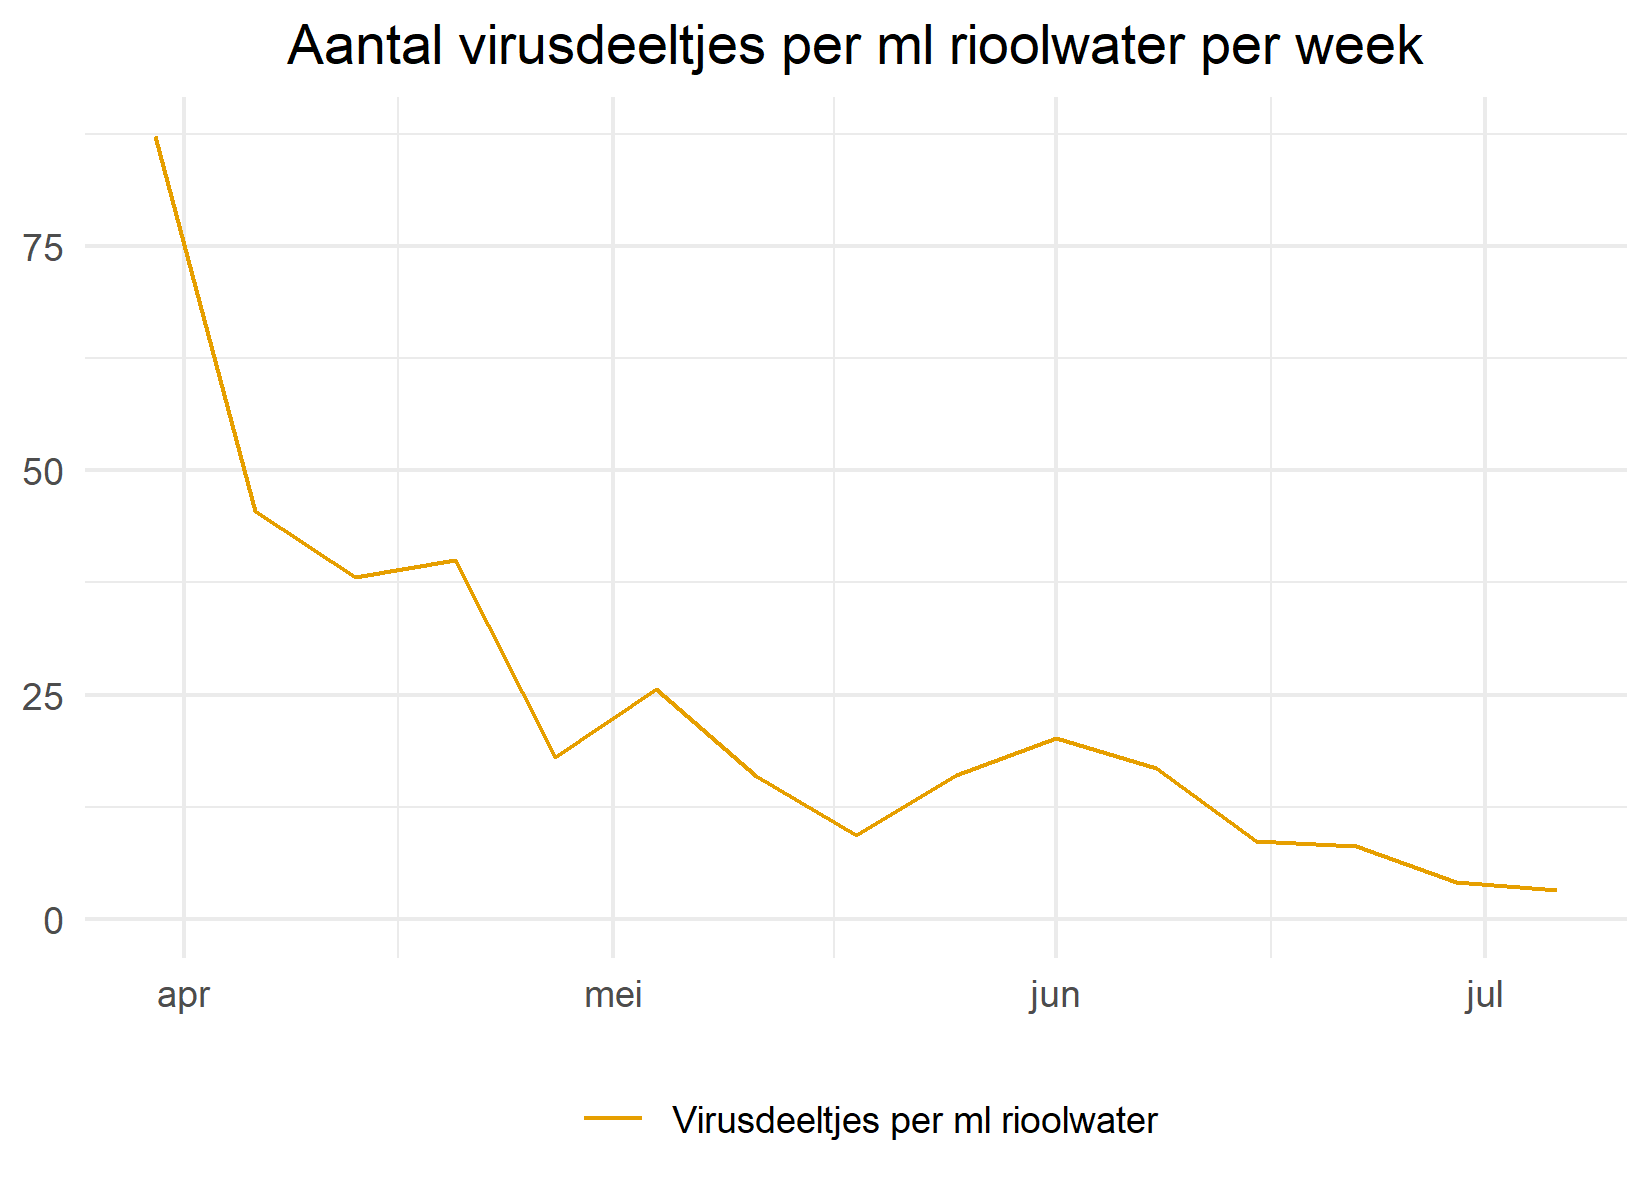 Aantal virusdeeltjes per ml rioolwater per week
75
50
25
0
apr mei jun jul
Virusdeeltjes per ml rioolwater